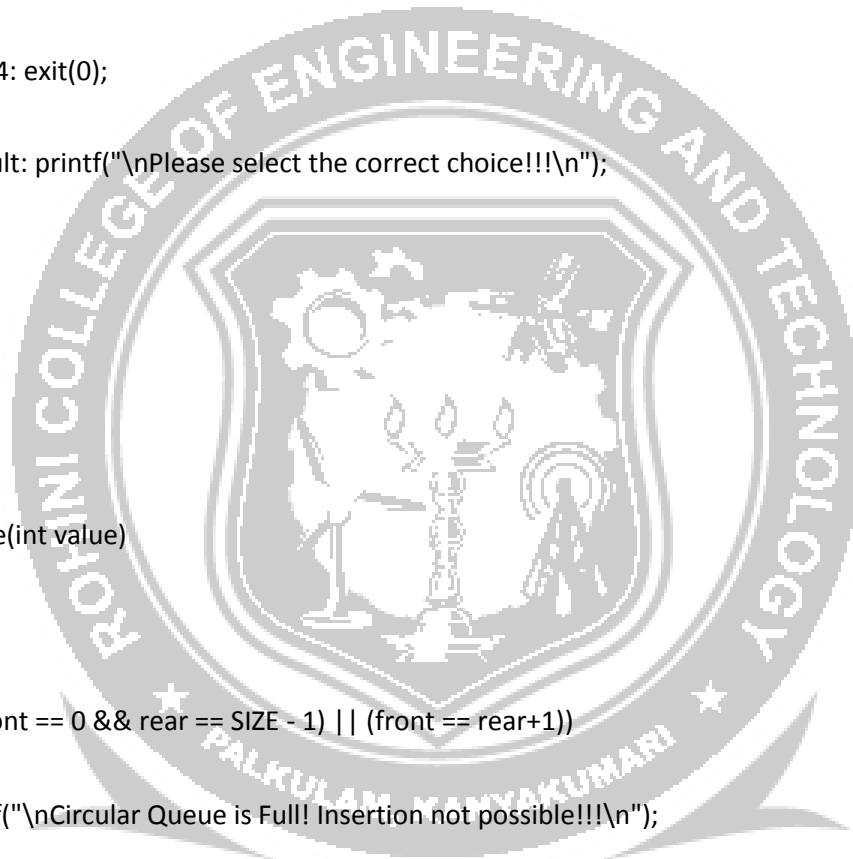 4: exit(0);
ult: printf("\nPlease select the correct choice!!!\n");
e(int value)
ont == 0 && rear == SIZE - 1) || (front == rear+1))
f("\nCircular Queue is Full! Insertion not possible!!!\n");
ROHINI COLLEGE OF ENGINEERING AND TECHNOLOGY
PALKULAM, KANYAKUMARI